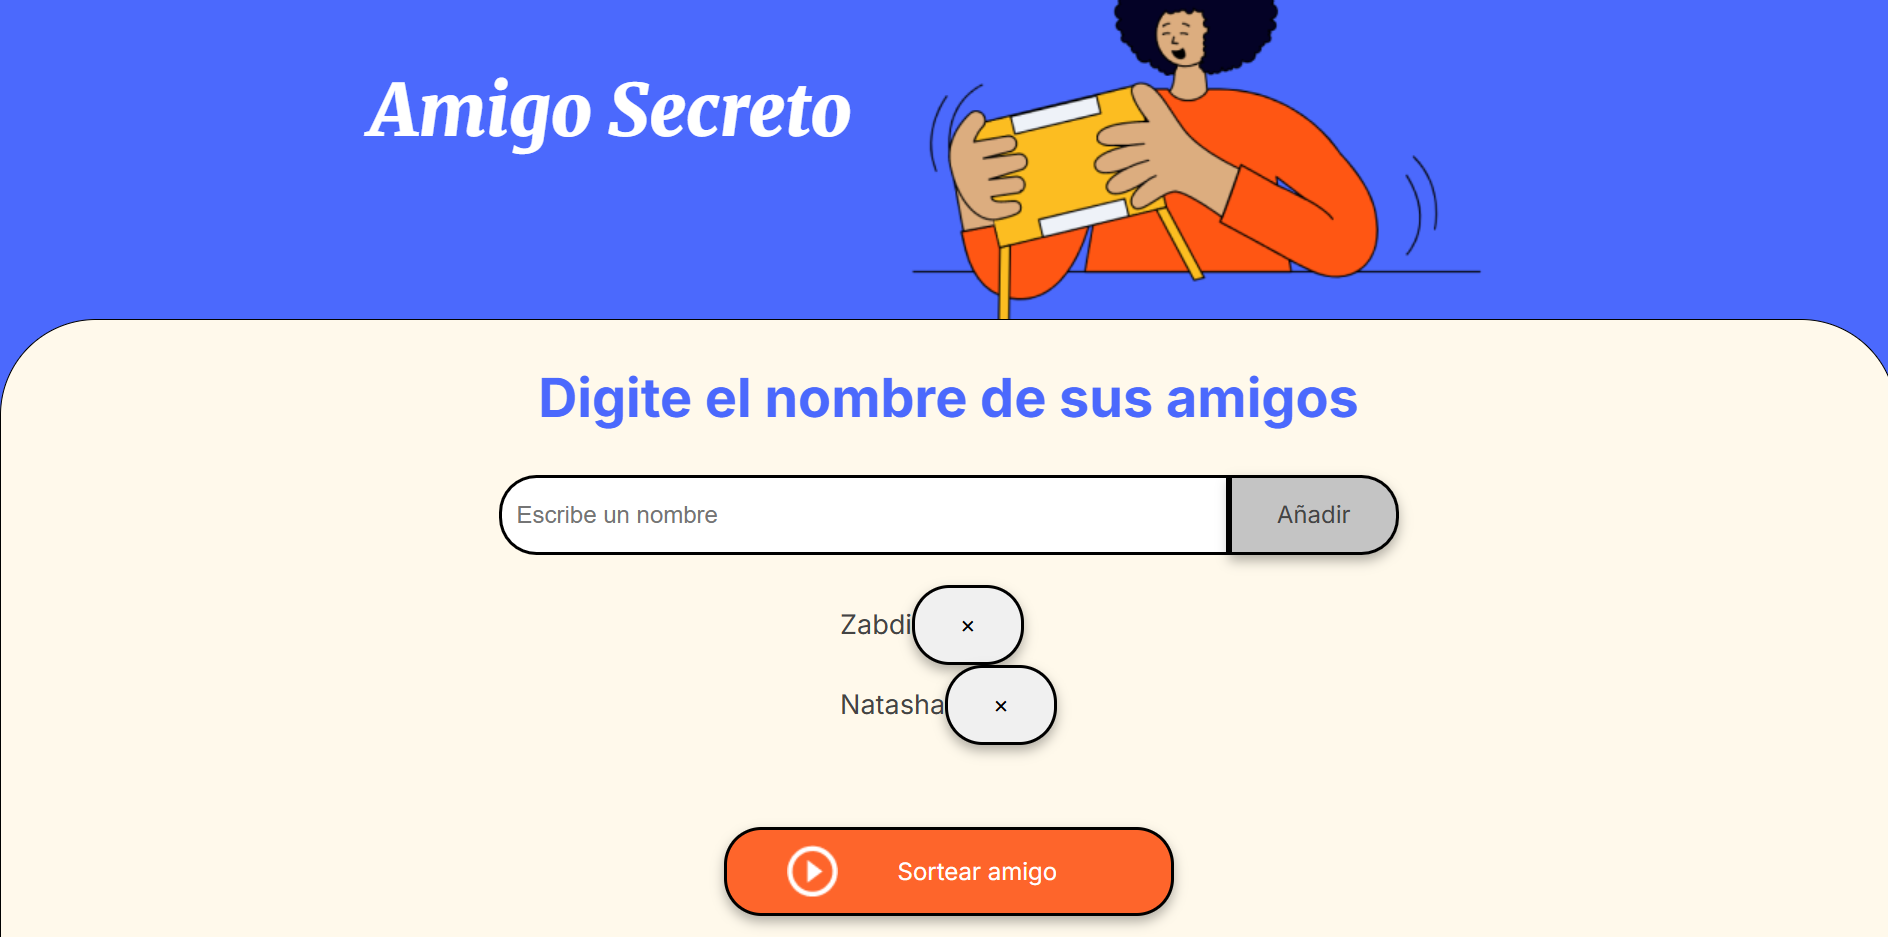 Amigo Secreto
Digite el nombre de sus amigos
Escribe un nombre
Añadir
Zabdi ×
Natasha ×
Sortear amigo